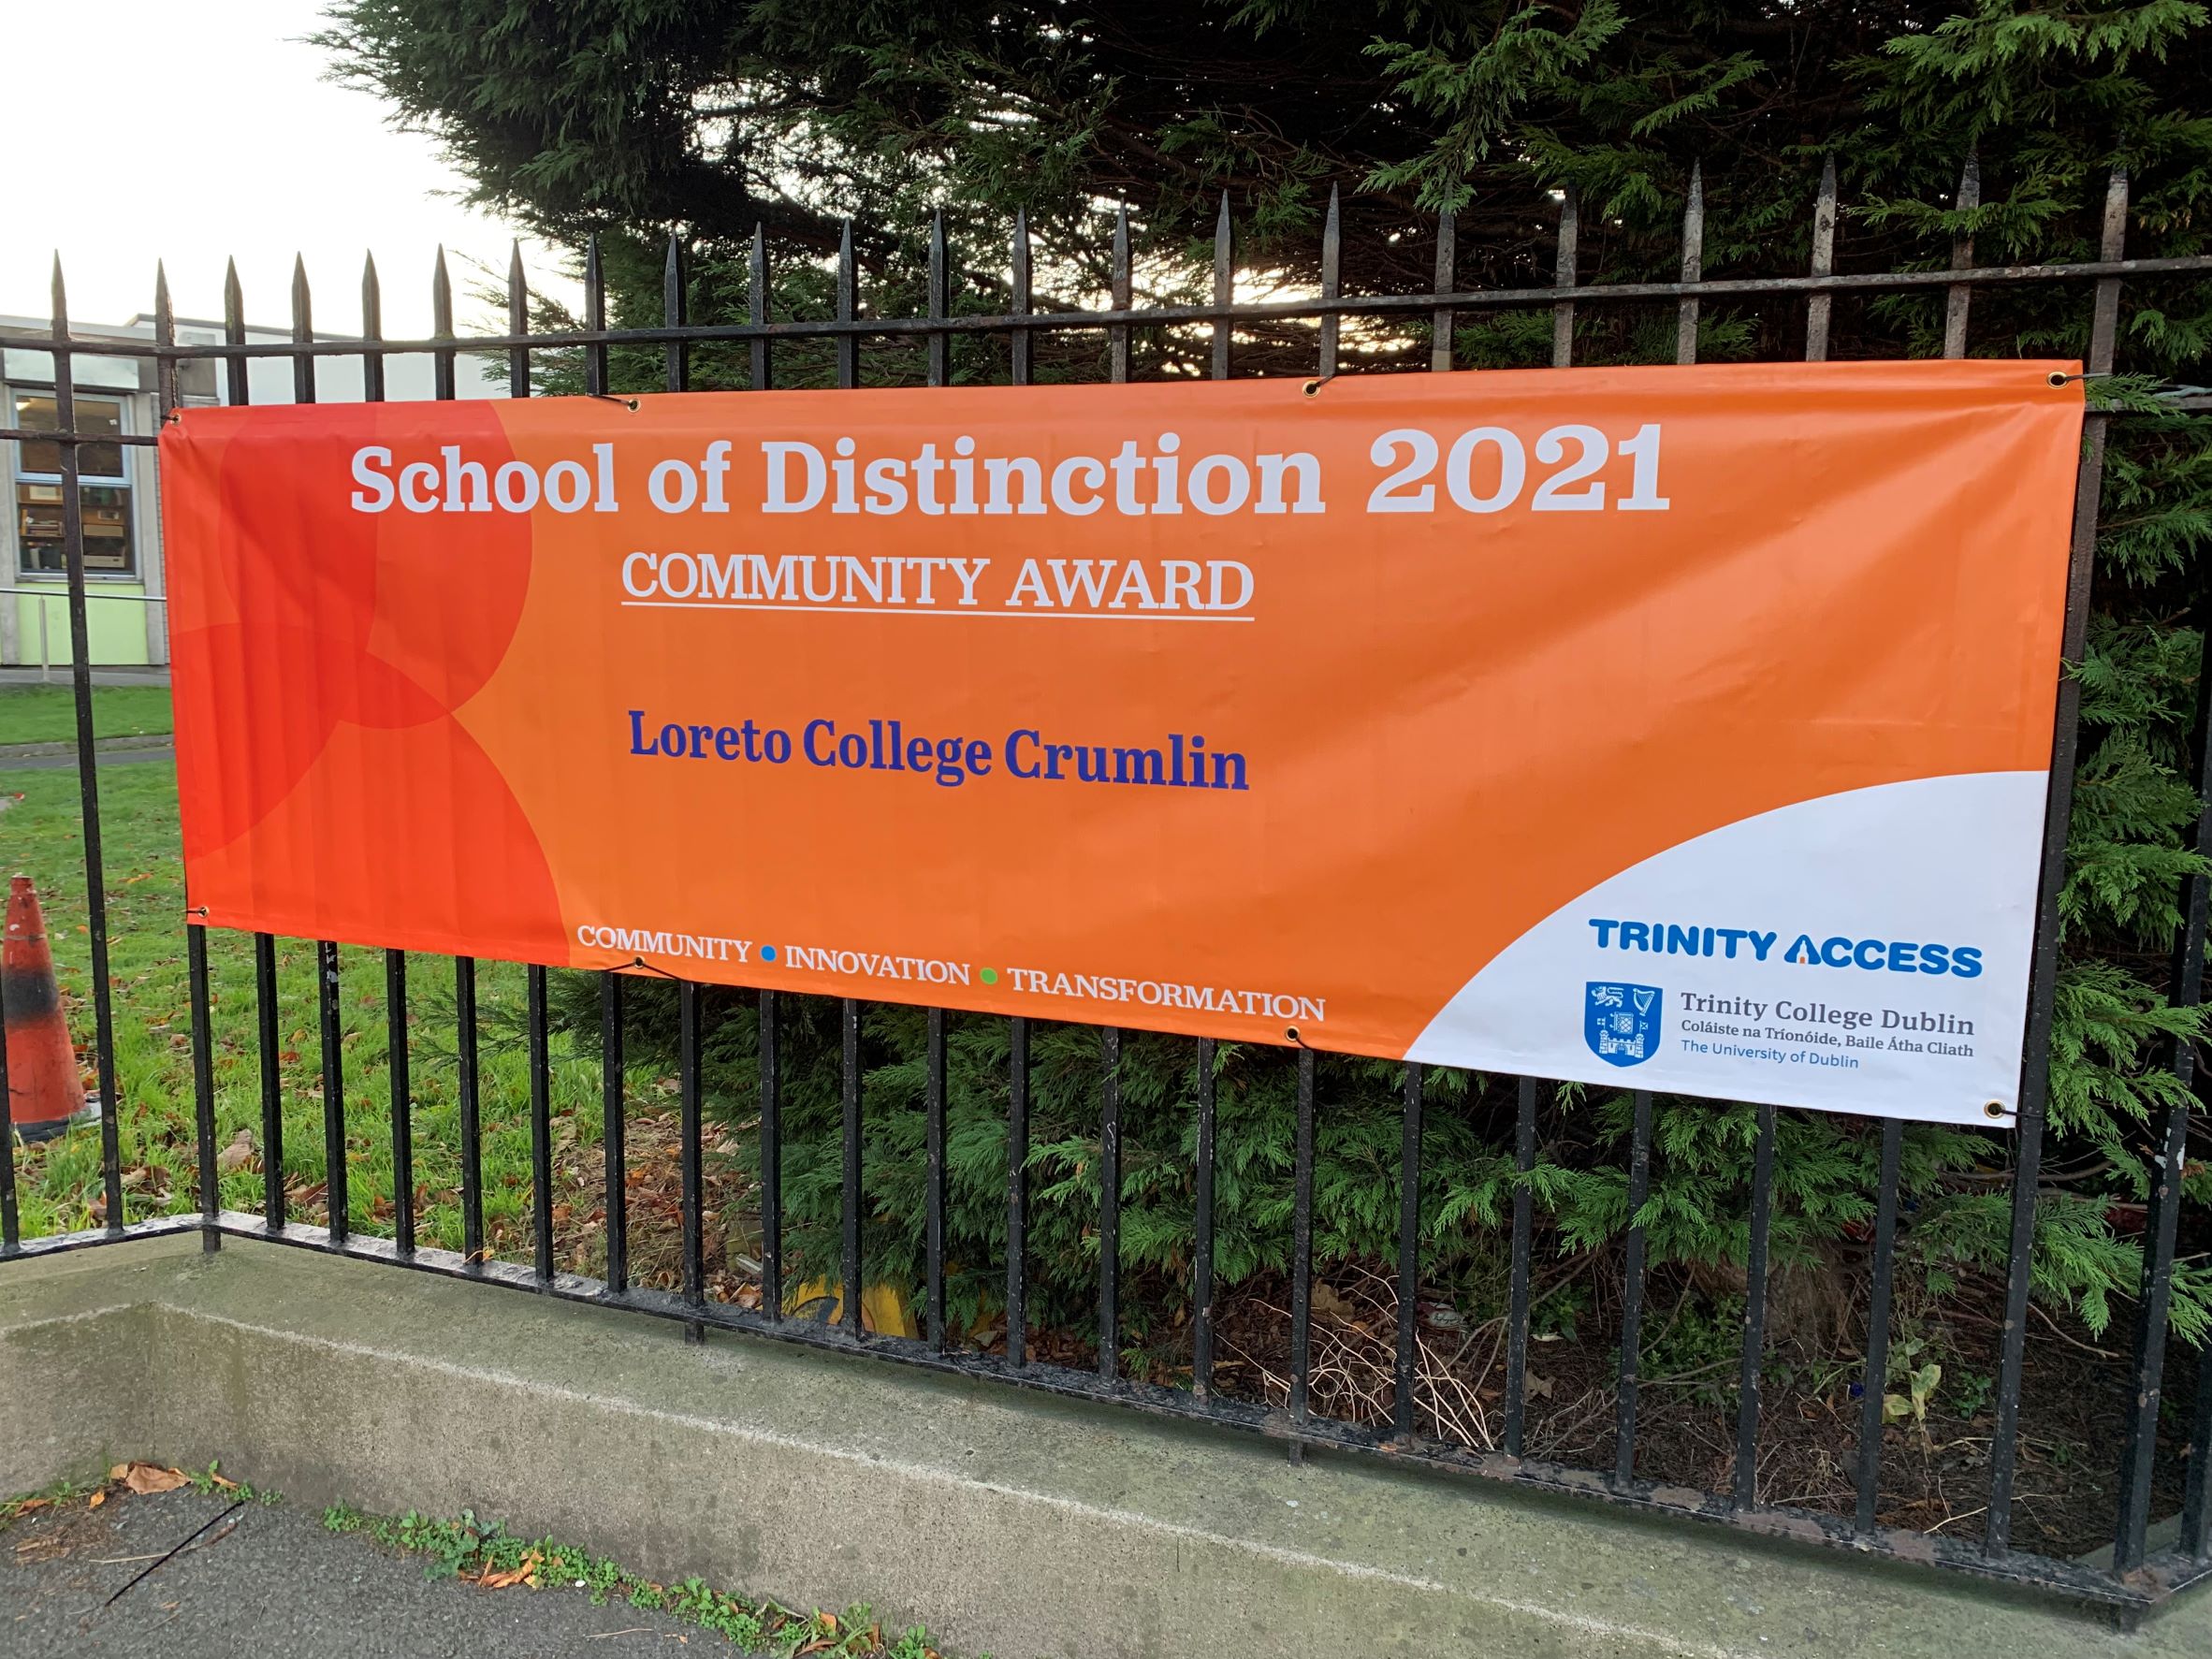 School of Distinction 2021
COMMUNITY AWARD
Loreto College Crumlin
COMMUNITY • INNOVATION • TRANSFORMATION
TRINITY ACCESS
Trinity College Dublin
Coláiste na Tríonóide, Baile Átha Cliath
The University of Dublin